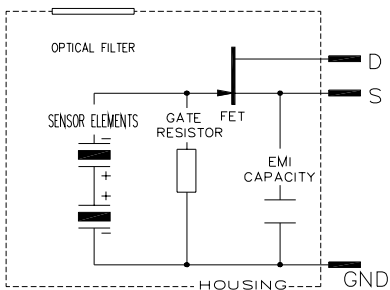 OPTICAL FILTER
D
S
SENSOR ELEMENTS
GATE
RESISTOR
FET
EMI
CAPACITY
−
+
+
−
HOUSING
GND